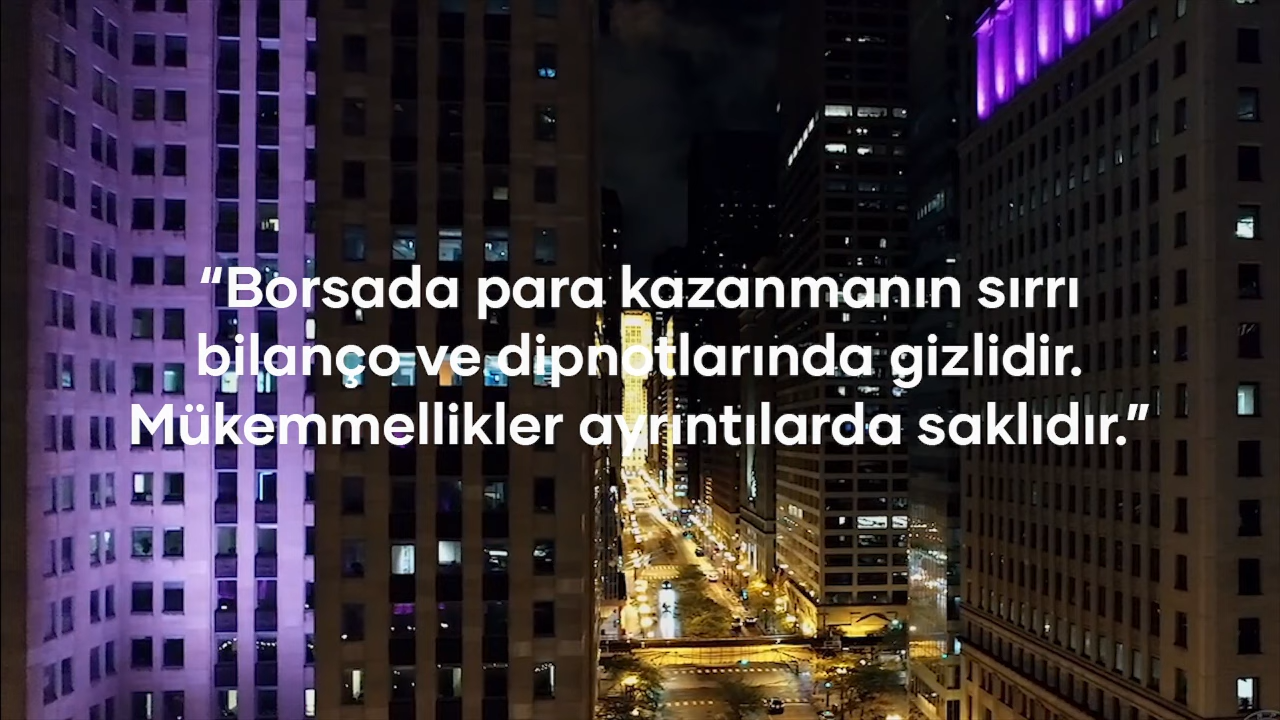 “Borsada para kazanmanın sırrı
bilanço ve dipnotlarında gizlidir.
Mükemmellikler ayrıntılarda saklıdır.”